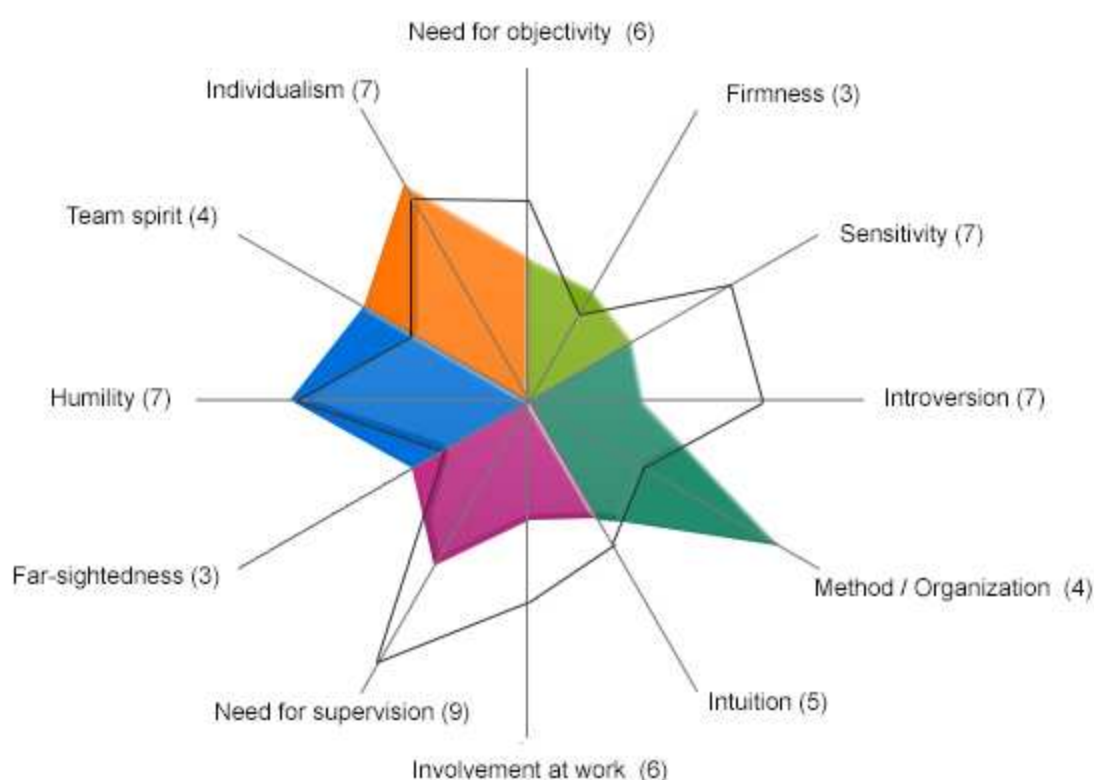 Need for objectivity (6)
Individualism (7)
Firmness (3)
Team spirit (4)
Sensitivity (7)
Humility (7)
Introversion (7)
Far-sightedness (3)
Method / Organization (4)
Need for supervision (9)
Intuition (5)
Involvement at work (6)